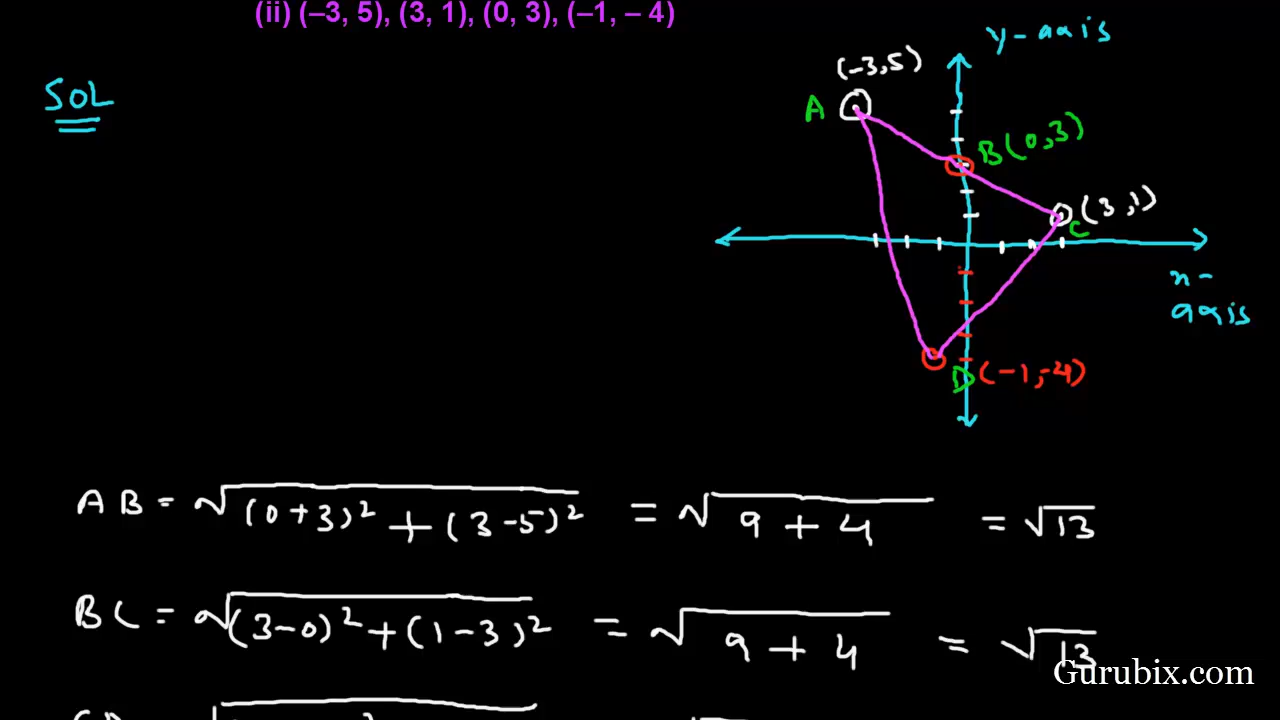 (ii) (–3, 5), (3, 1), (0, 3), (–1, – 4)
SOL
y-axis
(-3,5)
A
B(0,3)
(3,1)
C
x-
axis
D(-1,-4)
AB = √(0+3)² + (3-5)² = √9 + 4 = √13
BC = √(3-0)² + (1-3)² = √9 + 4 = √13
Gurubix.com